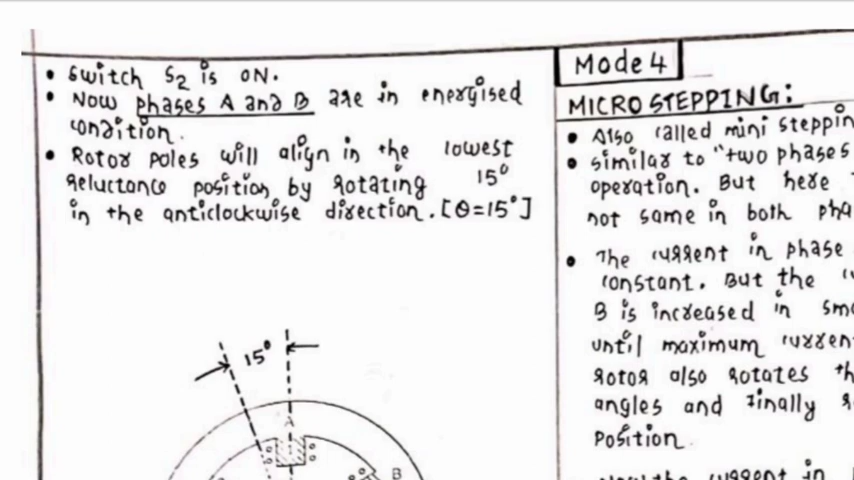 • Switch S2 is ON.
• Now phases A and B are in energised
condition.
• Rotor poles will align in the lowest
reluctance position by rotating 15°
in the anticlockwise direction. [θ=15°]
15°
A
B
Mode 4
MICRO STEPPING:
• Also called mini steppin
• similar to "two phases
operation. But here
not same in both pha
• The current in phase
constant. But the
B is increased in sm
until maximum curren
rotor also rotates th
angles and finally
position.
the current in